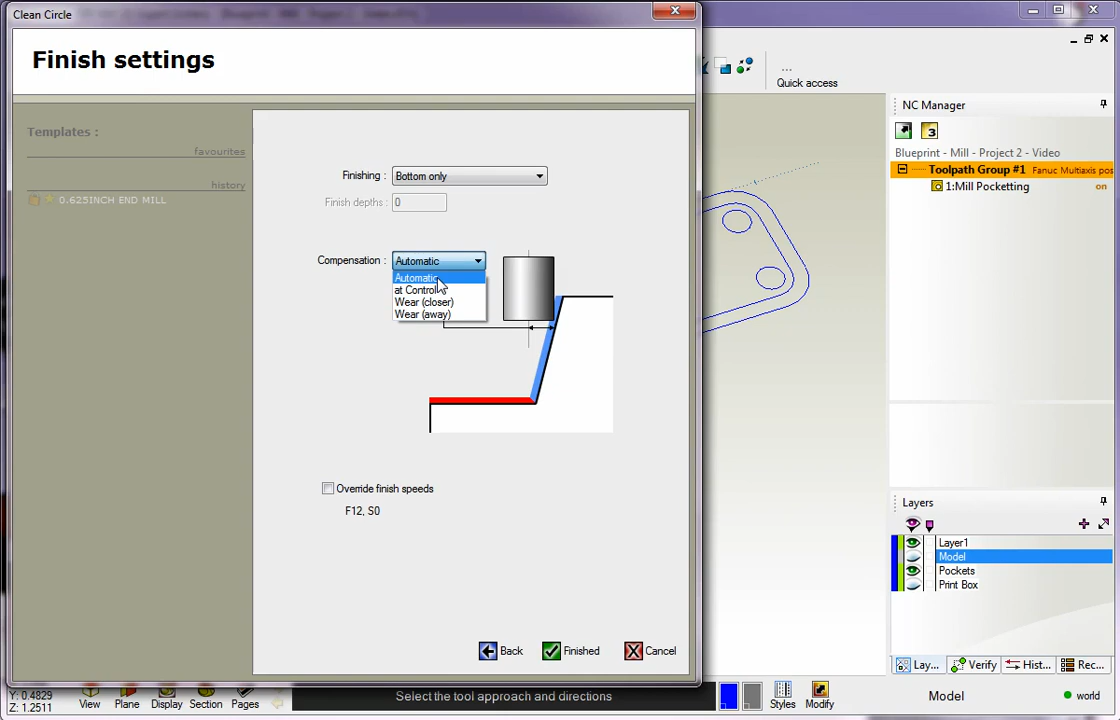 Clean Circle
Finish settings
Templates :
favourites
history
0.625INCH END MILL
Finishing :
Bottom only
Finish depths :
0
Compensation :
Automatic
Automatic
at Control
Wear (closer)
Wear (away)
Override finish speeds
F12, S0
Back
Finished
Cancel
...
Quick access
NC Manager
3
Blueprint - Mill - Project 2 - Video
Toolpath Group #1 Fanuc Multiaxis pos
1:Mill Pocketting on
Layers
Layer1
Model
Pockets
Print Box
Lay...
Verify
Hist...
Rec...
Y: 0.4829
Z: 1.2511
View
Plane
Display
Section
Pages
Select the tool approach and directions
Styles
Modify
Model
world